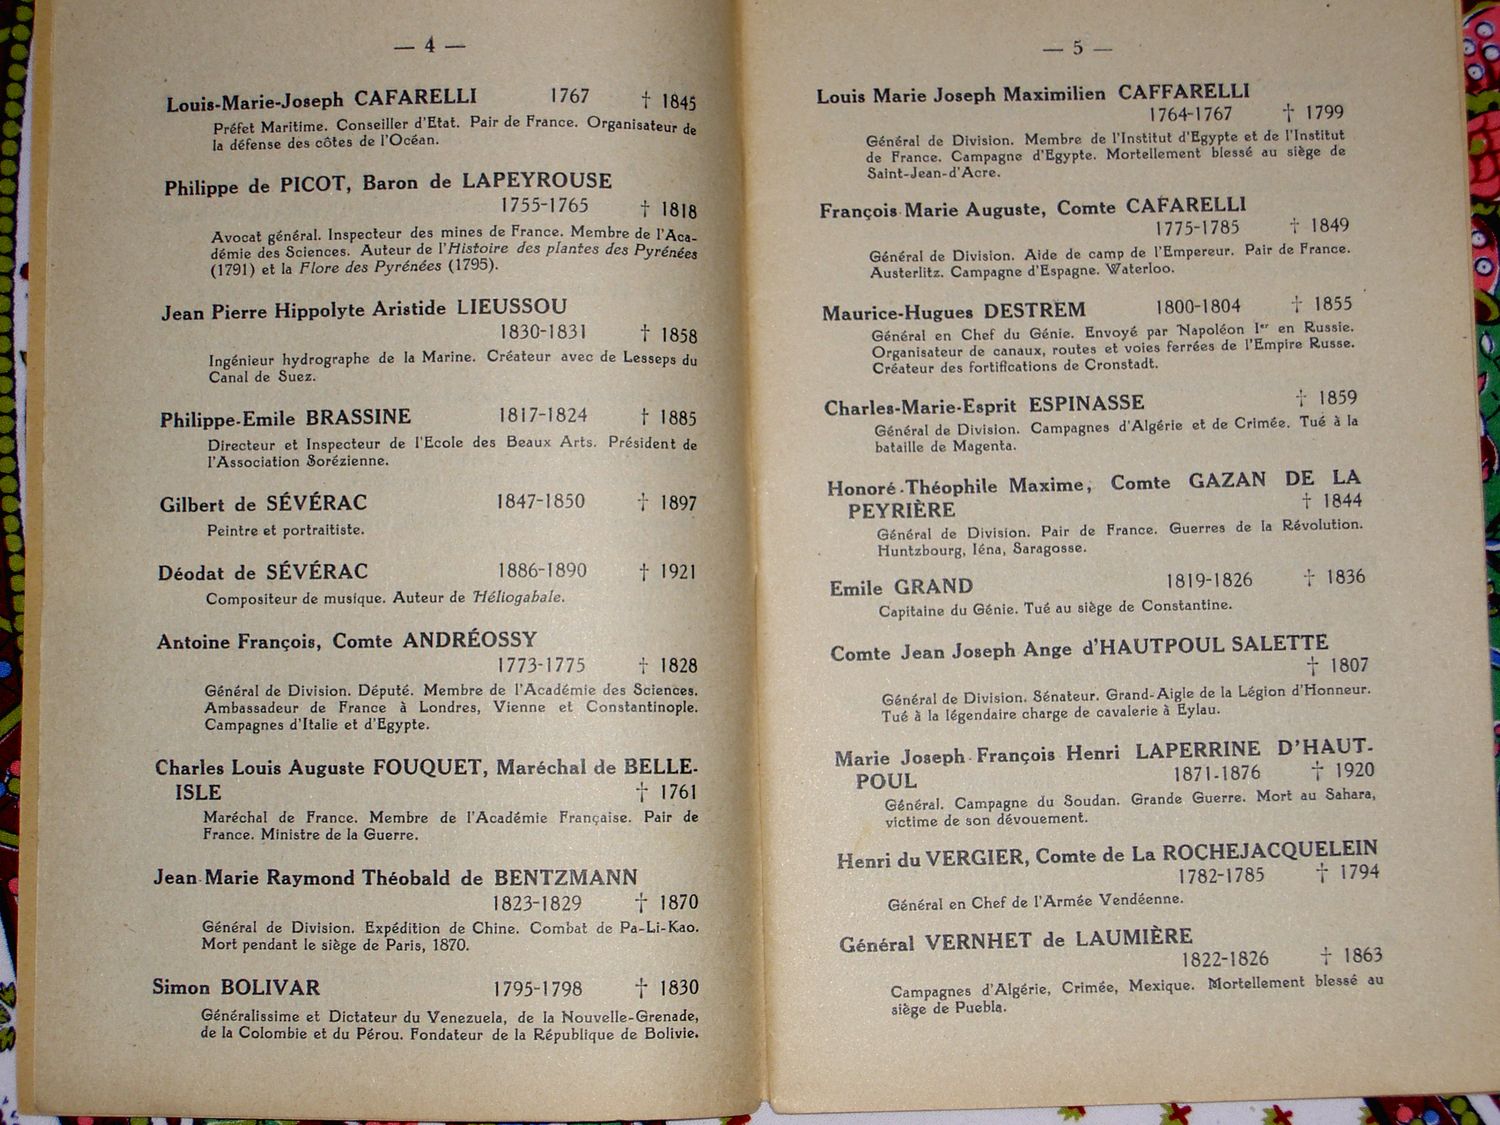 — 4 —
Louis-Marie-Joseph CAFARELLI 1767 † 1845
Préfet Maritime. Conseiller d'Etat. Pair de France. Organisateur de
la défense des côtes de l'Océan.
Philippe de PICOT, Baron de LAPEYROUSE
1755-1765 † 1818
Avocat général. Inspecteur des mines de France. Membre de l'Aca-
démie des Sciences. Auteur de l'Histoire des plantes des Pyrénées
(1791) et la Flore des Pyrénées (1795).
Jean Pierre Hippolyte Aristide LIEUSSOU
1830-1831 † 1858
Ingénieur hydrographe de la Marine. Créateur avec de Lesseps du
Canal de Suez.
Philippe-Emile BRASSINE 1817-1824 † 1885
Directeur et Inspecteur de l'Ecole des Beaux Arts. Président de
l'Association Sorézienne.
Gilbert de SÉVÉRAC 1847-1850 † 1897
Peintre et portraitiste.
Déodat de SÉVÉRAC 1886-1890 † 1921
Compositeur de musique. Auteur de Héliogabale.
Antoine François, Comte ANDRÉOSSY
1773-1775 † 1828
Général de Division. Député. Membre de l'Académie des Sciences.
Ambassadeur de France à Londres, Vienne et Constantinople.
Campagnes d'Italie et d'Egypte.
Charles Louis Auguste FOUQUET, Maréchal de BELLE-
ISLE † 1761
Maréchal de France. Membre de l'Académie Française. Pair de
France. Ministre de la Guerre.
Jean-Marie Raymond Théobald de BENTZMANN
1823-1829 † 1870
Général de Division. Expédition de Chine. Combat de Pa-Li-Kao.
Mort pendant le siège de Paris, 1870.
Simon BOLIVAR 1795-1798 † 1830
Généralissime et Dictateur du Venezuela, de la Nouvelle-Grenade,
de la Colombie et du Pérou. Fondateur de la République de Bolivie.
— 5 —
Louis Marie Joseph Maximilien CAFFARELLI
1764-1767 † 1799
Général de Division. Membre de l'Institut d'Egypte et de l'Institut
de France. Campagne d'Egypte. Mortellement blessé au siège de
Saint-Jean-d'Acre.
François-Marie Auguste, Comte CAFARELLI
1775-1785 † 1849
Général de Division. Aide de camp de l'Empereur. Pair de France.
Austerlitz. Campagne d'Espagne. Waterloo.
Maurice-Hugues DESTREM 1800-1804 † 1855
Général en Chef du Génie. Envoyé par Napoléon Ier en Russie.
Organisateur de canaux, routes et voies ferrées de l'Empire Russe.
Créateur des fortifications de Cronstadt.
Charles-Marie-Esprit ESPINASSE † 1859
Général de Division. Campagnes d'Algérie et de Crimée. Tué à la
bataille de Magenta.
Honoré-Théophile Maxime, Comte GAZAN DE LA
PEYRIÈRE † 1844
Général de Division. Pair de France. Guerres de la Révolution.
Huntzbourg, Iéna, Saragosse.
Emile GRAND 1819-1826 † 1836
Capitaine du Génie. Tué au siège de Constantine.
Comte Jean Joseph Ange d'HAUTPOUL SALETTE
† 1807
Général de Division. Sénateur. Grand-Aigle de la Légion d'Honneur.
Tué à la légendaire charge de cavalerie à Eylau.
Marie Joseph-François Henri LAPERRINE D'HAUT-
POUL 1871-1876 † 1920
Général. Campagne du Soudan. Grande Guerre. Mort au Sahara,
victime de son dévouement.
Henri du VERGIER, Comte de La ROCHEJACQUELEIN
1782-1785 † 1794
Général en Chef de l'Armée Vendéenne.
Général VERNHET de LAUMIÈRE
1822-1826 † 1863
Campagnes d'Algérie, Crimée, Mexique. Mortellement blessé au
siège de Puebla.